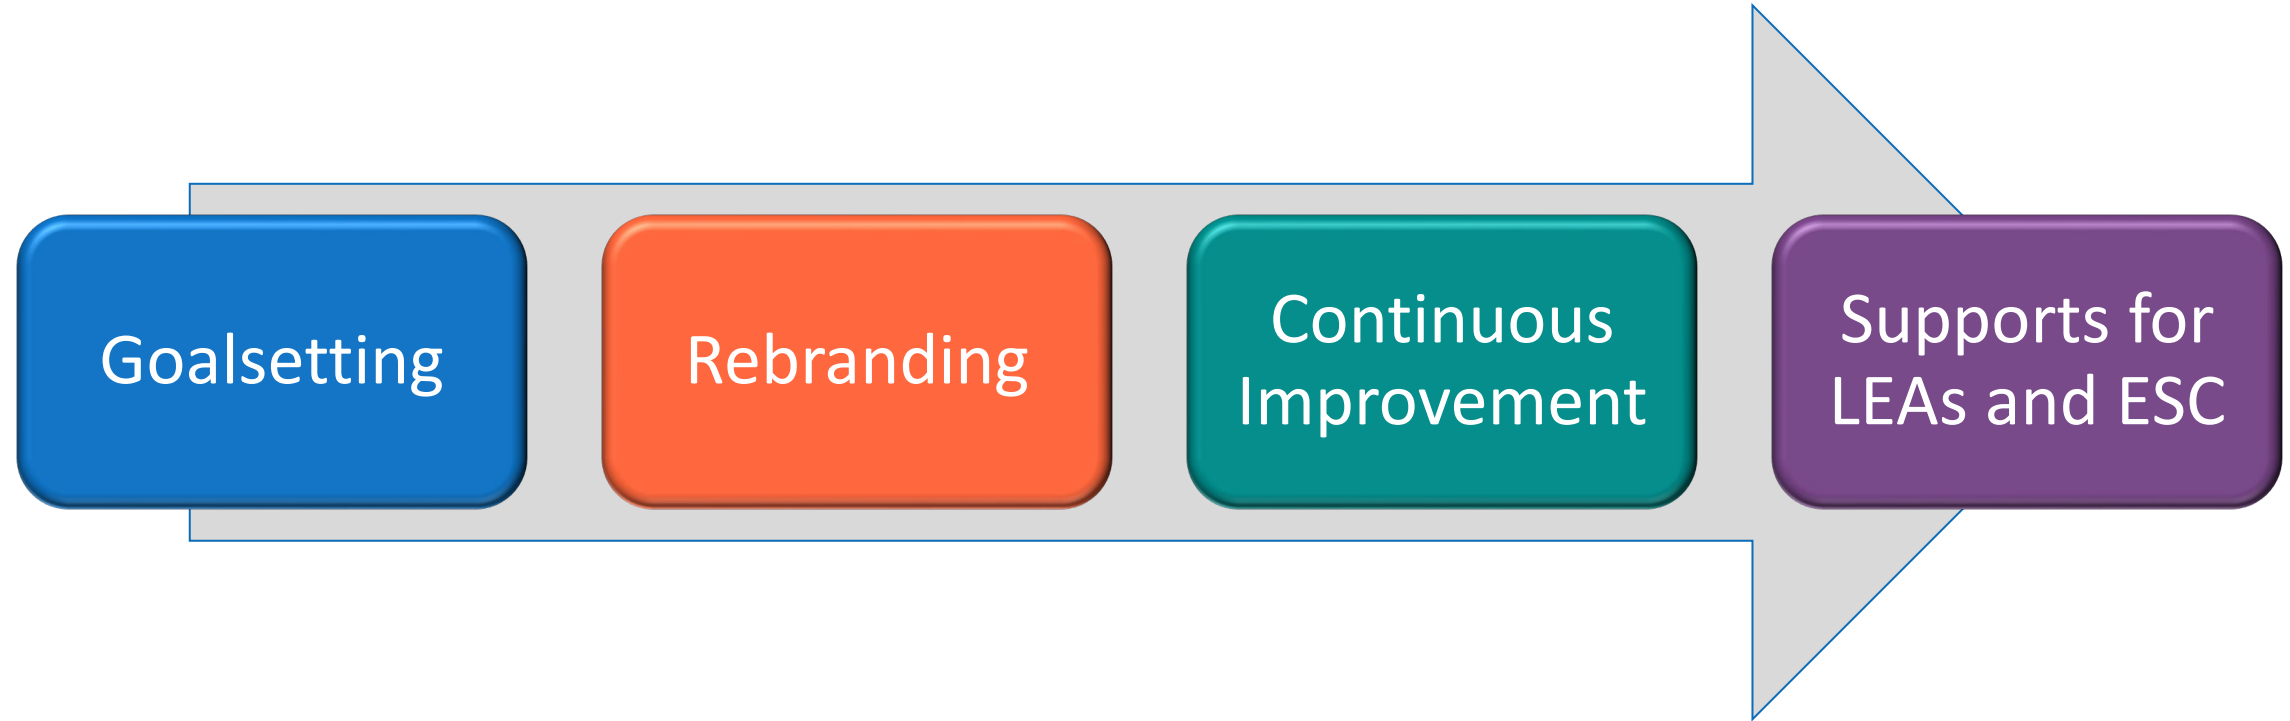 Goalsetting
Rebranding
Continuous
Improvement
Supports for
LEAs and ESC